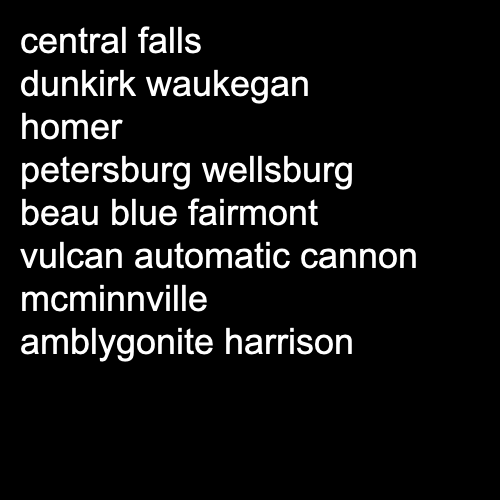 central falls
dunkirk waukegan
homer
petersburg wellsburg
beau blue fairmont
vulcan automatic cannon
mcminnville
amblygonite harrison